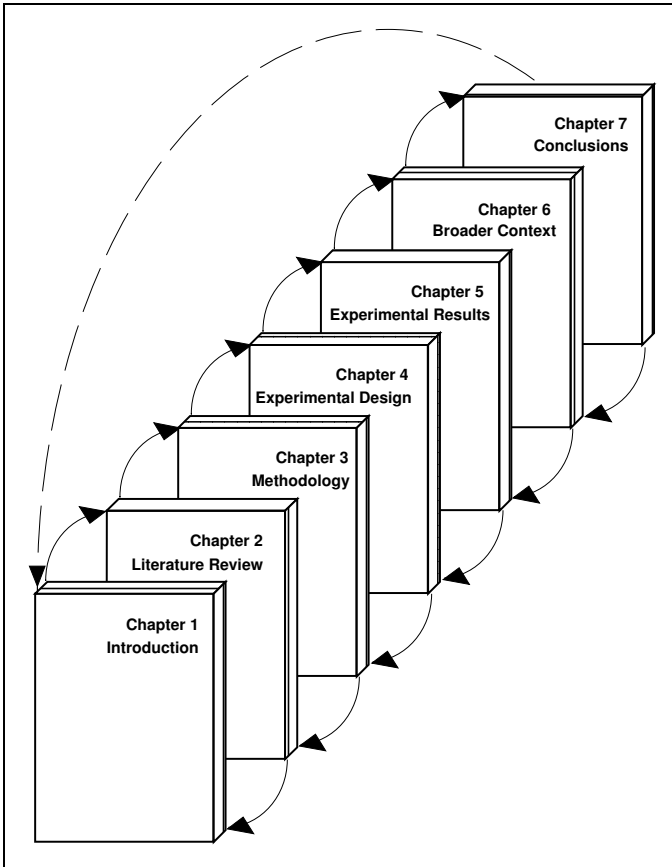 Chapter 7
Conclusions
Chapter 6
Broader Context
Chapter 5
Experimental Results
Chapter 4
Experimental Design
Chapter 3
Methodology
Chapter 2
Literature Review
Chapter 1
Introduction